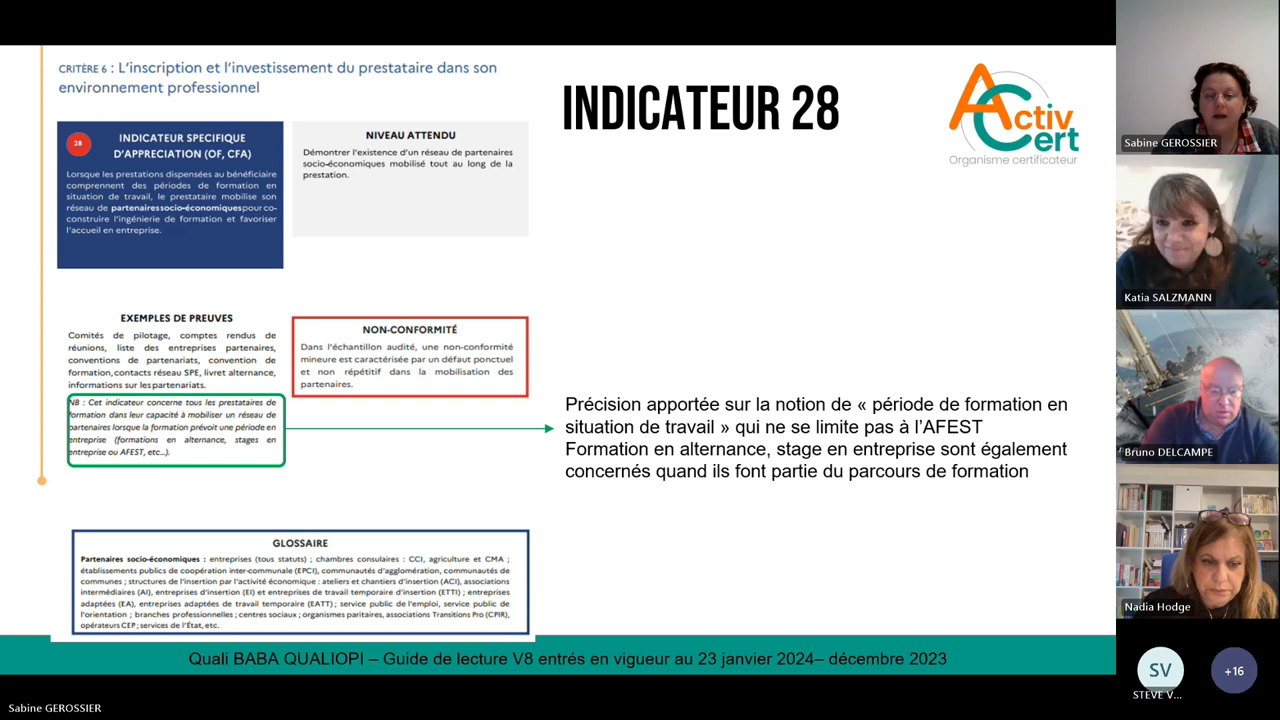 CRITÈRE 6 : L'inscription et l'investissement du prestataire dans son
environnement professionnel
INDICATEUR 28
Activ
Cert
Organisme certificateur
28
INDICATEUR SPECIFIQUE
D'APPRECIATION (OF, CFA)
Lorsque les prestations dispensées au bénéficiaire
comprennent des périodes de formation en
situation de travail, le prestataire mobilise son
réseau de partenaires socio-économiques pour co-
construire l'ingénierie de formation et favoriser
l'accueil en entreprise.
NIVEAU ATTENDU
Démontrer l'existence d'un réseau de partenaires
socio-économiques mobilisé tout au long de la
prestation.
EXEMPLES DE PREUVES
Comités de pilotage, comptes rendus de
réunions, liste des entreprises partenaires,
conventions de partenariats, convention de
formation, contacts réseau SPE, livret alternance,
informations sur les partenariats.
NB : Cet indicateur concerne tous les prestataires de
formation dans leur capacité à mobiliser un réseau de
partenaires lorsque la formation prévoit une période en
entreprise (formations en alternance, stages en
entreprise ou AFEST, etc...).
NON-CONFORMITÉ
Dans l'échantillon audité, une non-conformité
mineure est caractérisée par un défaut ponctuel
et non répétitif dans la mobilisation des
partenaires.
Précision apportée sur la notion de « période de formation en
situation de travail » qui ne se limite pas à l'AFEST
Formation en alternance, stage en entreprise sont également
concernés quand ils font partie du parcours de formation
GLOSSAIRE
Partenaires socio-économiques : entreprises (tous statuts) ; chambres consulaires : CCI, agriculture et CMA ;
établissements publics de coopération inter-communale (EPCI), communautés d'agglomération, communautés de
communes ; structures de l'insertion par l'activité économique : ateliers et chantiers d'insertion (ACI), associations
intermédiaires (AI), entreprises d'insertion (EI) et entreprises de travail temporaire d'insertion (ETTI) ; entreprises
adaptées (EA), entreprises adaptées de travail temporaire (EATT) ; service public de l'emploi, service public de
l'orientation ; branches professionnelles ; centres sociaux ; organismes paritaires, associations Transitions Pro (CPIR),
opérateurs CEP ; services de l'État, etc.
Quali BABA QUALIOPI – Guide de lecture V8 entrés en vigueur au 23 janvier 2024– décembre 2023
Sabine GEROSSIER
Sabine GEROSSIER
Katia SALZMANN
Bruno DELCAMPE
Nadia Hodge
SV
STEVE V...
+16